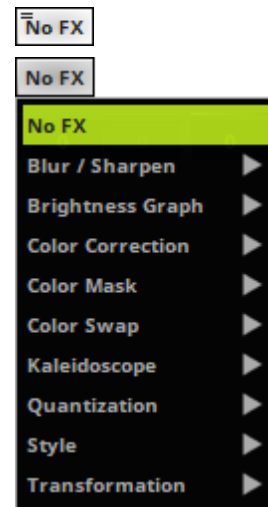 No FX
No FX
No FX
Blur / Sharpen
Brightness Graph
Color Correction
Color Mask
Color Swap
Kaleidoscope
Quantization
Style
Transformation